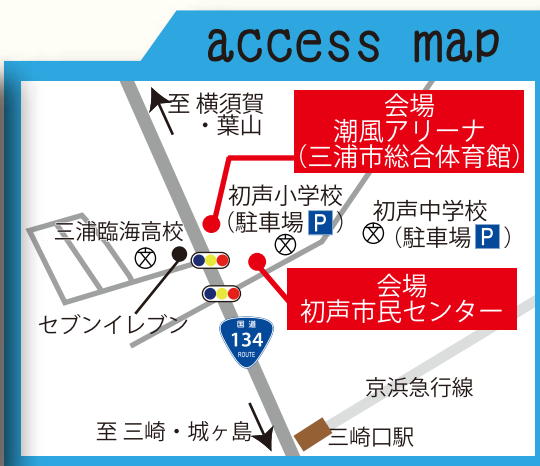 access map
至 横須賀
・葉山
会場
潮風アリーナ
(三浦市総合体育館)
初声小学校
(駐車場 P )
初声中学校
(駐車場 P )
三浦臨海高校
文
文
文
セブンイレブン
会場
初声市民センター
国道
134
ROUTE
京浜急行線
至 三崎・城ヶ島
三崎口駅